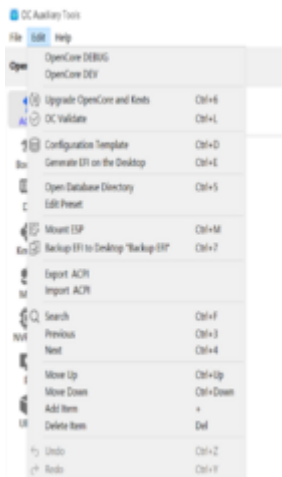 OC Auxiliary Tools
File Edit Help
OpenCore DEBUG
OpenCore DEV
Upgrade OpenCore and Kexts Ctrl+6
OC Validate Ctrl+L
Configuration Template Ctrl+D
Generate EFI on the Desktop Ctrl+E
Open Database Directory Ctrl+S
Edit Preset
Mount ESP Ctrl+M
Backup EFI to Desktop "Backup EFI" Ctrl+7
Export ACPI
Import ACPI
Search Ctrl+F
Previous Ctrl+3
Next Ctrl+4
Move Up Ctrl+Up
Move Down Ctrl+Down
Add Item +
Delete Item Del
Undo Ctrl+Z
Redo Ctrl+Y